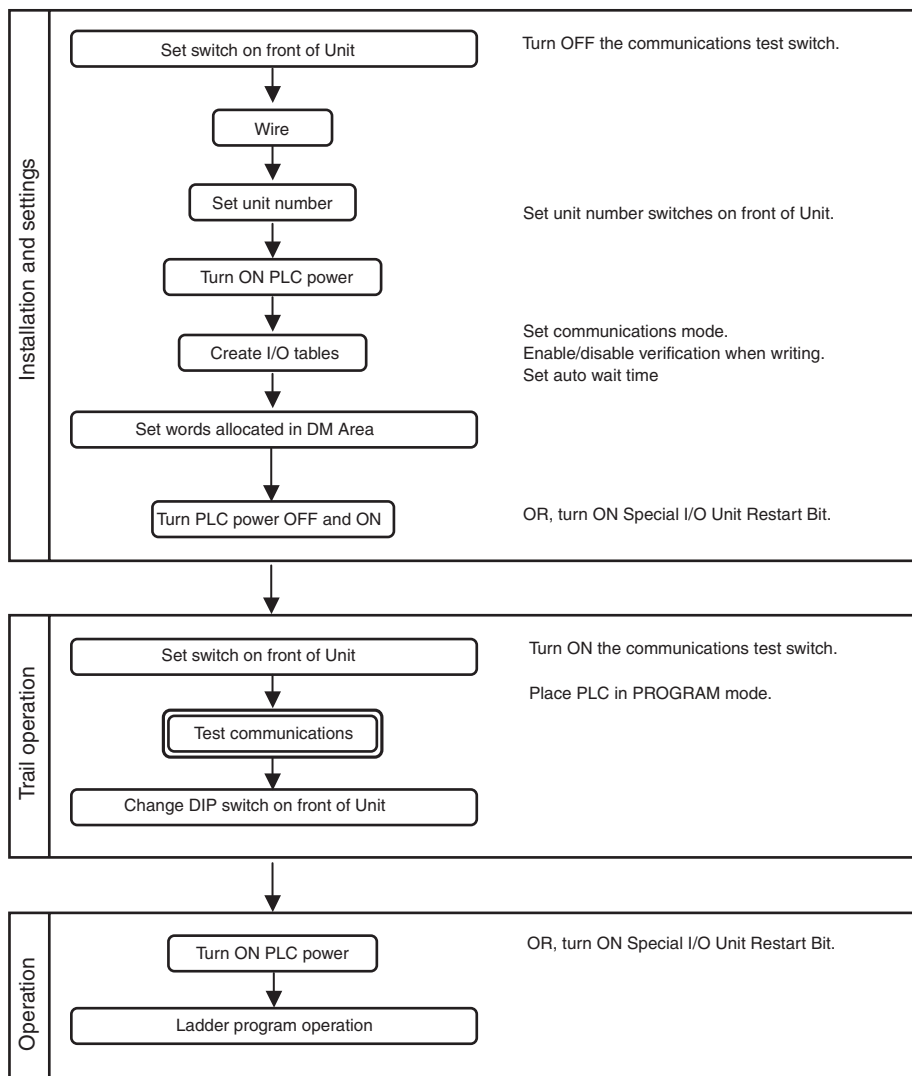 Installation and settings
Set switch on front of Unit
Turn OFF the communications test switch.
Wire
Set unit number
Set unit number switches on front of Unit.
Turn ON PLC power
Create I/O tables
Set communications mode.
Enable/disable verification when writing.
Set auto wait time
Set words allocated in DM Area
Turn PLC power OFF and ON
OR, turn ON Special I/O Unit Restart Bit.
Trail operation
Set switch on front of Unit
Turn ON the communications test switch.
Place PLC in PROGRAM mode.
Test communications
Change DIP switch on front of Unit
Operation
Turn ON PLC power
OR, turn ON Special I/O Unit Restart Bit.
Ladder program operation